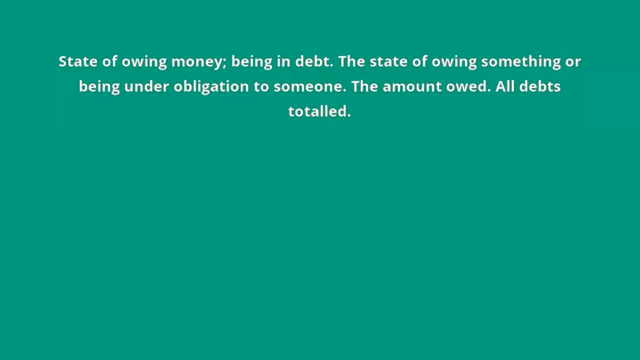 State of owing money; being in debt. The state of owing something or
being under obligation to someone. The amount owed. All debts
totalled.